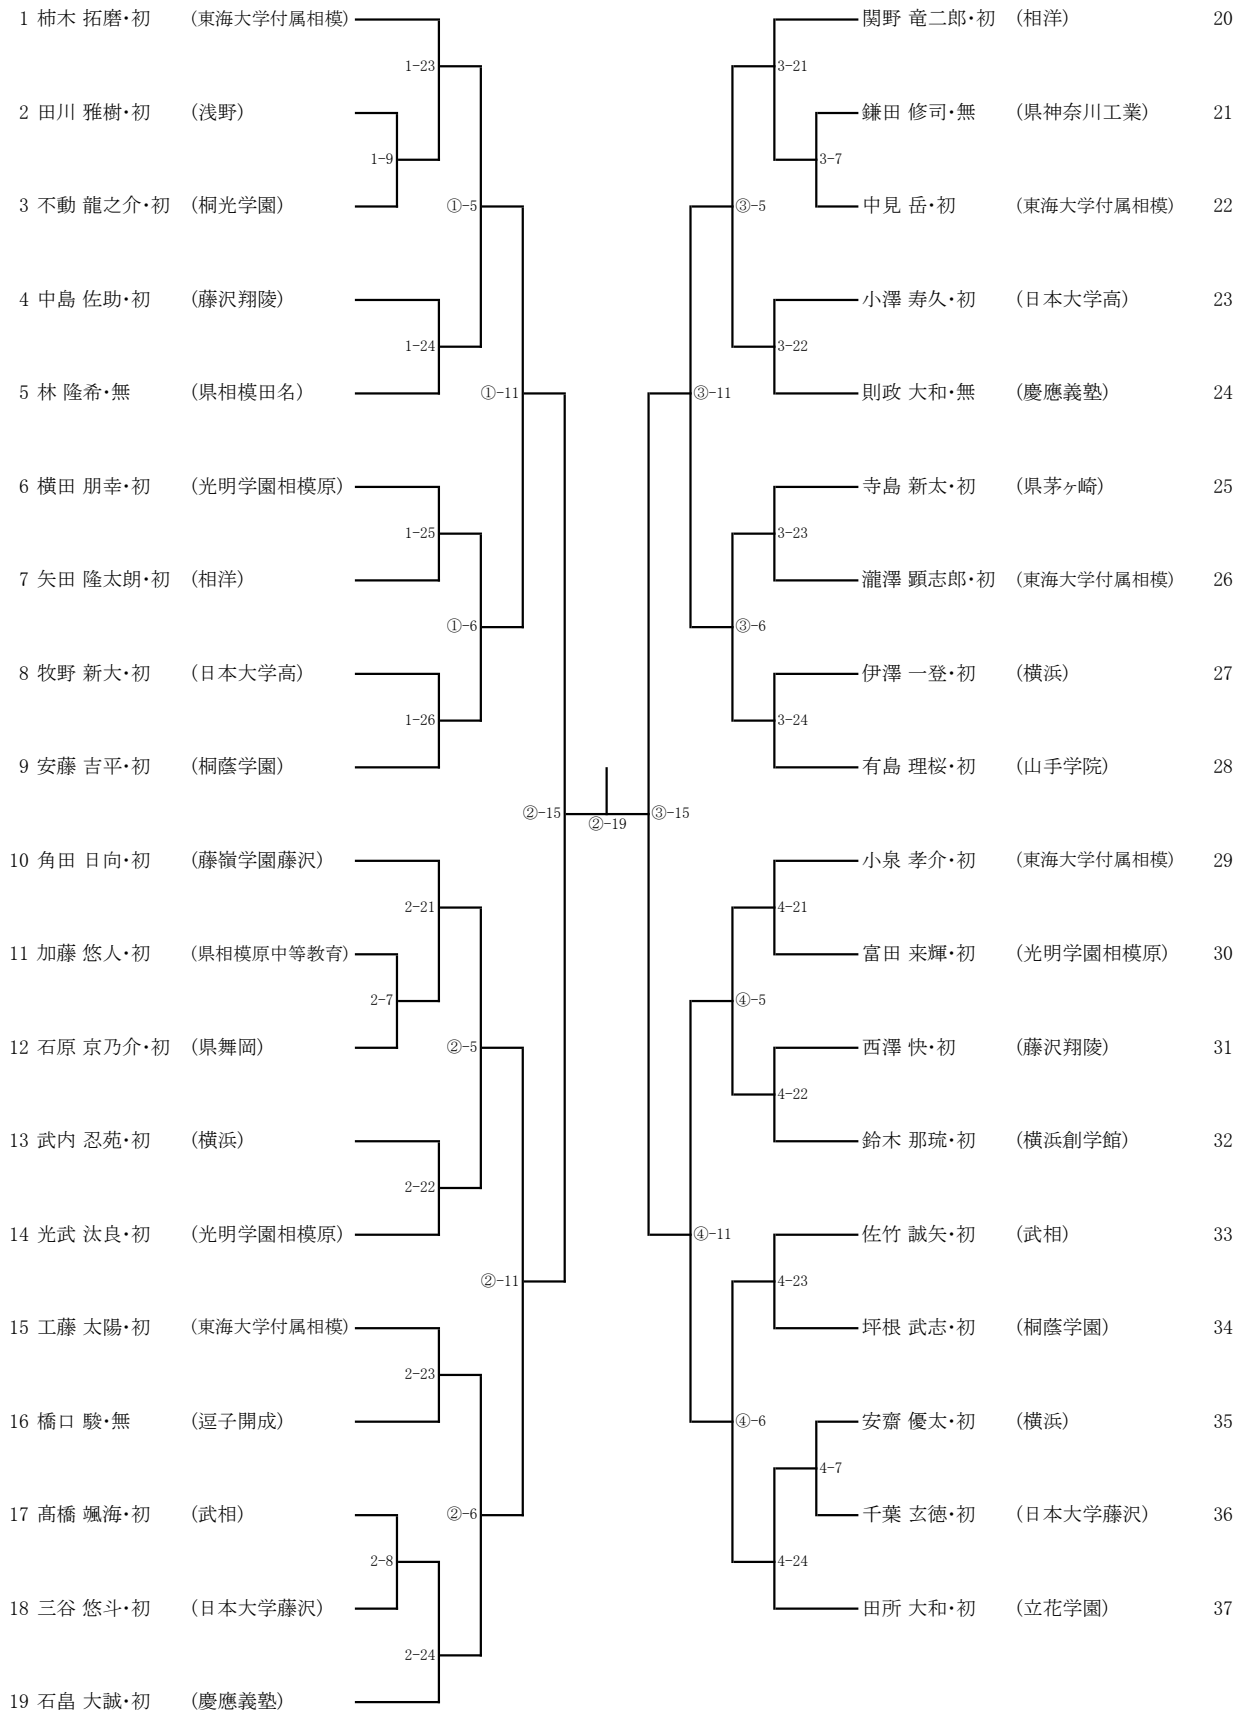 1 柿木 拓磨・初 (東海大学付属相模)
1-23
2 田川 雅樹・初 (浅野)
1-9
3 不動 龍之介・初 (桐光学園)
①-5
4 中島 佐助・初 (藤沢翔陵)
1-24
5 林 隆希・無 (県相模田名)
①-11
6 横田 朋幸・初 (光明学園相模原)
1-25
7 矢田 隆太朗・初 (相洋)
①-6
8 牧野 新大・初 (日本大学高)
1-26
9 安藤 吉平・初 (桐蔭学園)
②-15
10 角田 日向・初 (藤嶺学園藤沢)
2-21
11 加藤 悠人・初 (県相模原中等教育)
2-7
12 石原 京乃介・初 (県舞岡)
②-5
13 武内 忍苑・初 (横浜)
2-22
14 光武 汰良・初 (光明学園相模原)
②-11
15 工藤 太陽・初 (東海大学付属相模)
2-23
16 橋口 駿・無 (逗子開成)
17 髙橋 颯海・初 (武相)
②-6
2-8
18 三谷 悠斗・初 (日本大学藤沢)
2-24
19 石畠 大誠・初 (慶應義塾)
②-19
関野 竜二郎・初 (相洋) 20
3-21
鎌田 修司・無 (県神奈川工業) 21
3-7
中見 岳・初 (東海大学付属相模) 22
③-5
小澤 寿久・初 (日本大学高) 23
3-22
則政 大和・無 (慶應義塾) 24
③-11
寺島 新太・初 (県茅ヶ崎) 25
3-23
瀧澤 顕志郎・初 (東海大学付属相模) 26
③-6
伊澤 一登・初 (横浜) 27
3-24
有島 理桜・初 (山手学院) 28
③-15
小泉 孝介・初 (東海大学付属相模) 29
4-21
富田 来輝・初 (光明学園相模原) 30
④-5
西澤 快・初 (藤沢翔陵) 31
4-22
鈴木 那琉・初 (横浜創学館) 32
④-11
佐竹 誠矢・初 (武相) 33
4-23
坪根 武志・初 (桐蔭学園) 34
④-6
安齋 優太・初 (横浜) 35
4-7
千葉 玄徳・初 (日本大学藤沢) 36
4-24
田所 大和・初 (立花学園) 37